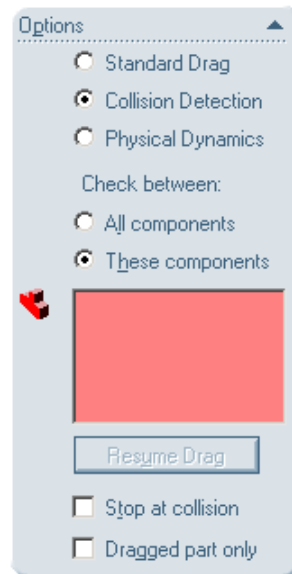 Options
Standard Drag
Collision Detection
Physical Dynamics
Check between:
All components
These components
Resume Drag
Stop at collision
Dragged part only